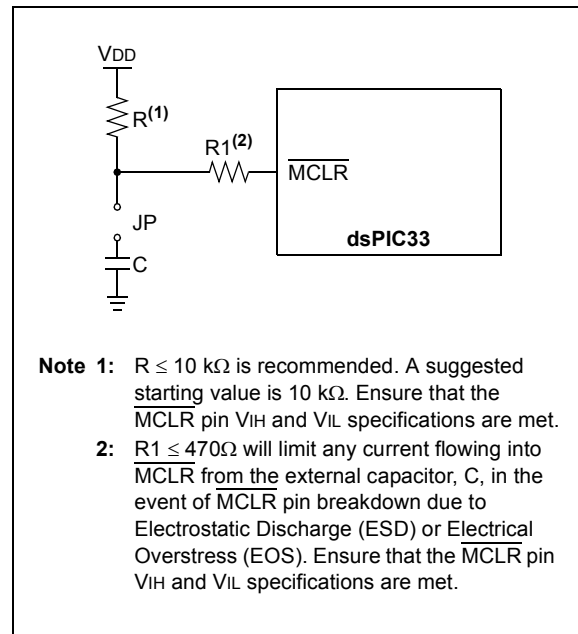 VDD
R(1)
R1(2)
MCLR
JP
dsPIC33
C
Note 1: R ≤ 10 kΩ is recommended. A suggested
starting value is 10 kΩ. Ensure that the
MCLR pin VIH and VIL specifications are met.
2: R1 ≤ 470Ω will limit any current flowing into
MCLR from the external capacitor, C, in the
event of MCLR pin breakdown due to
Electrostatic Discharge (ESD) or Electrical
Overstress (EOS). Ensure that the MCLR pin
VIH and VIL specifications are met.